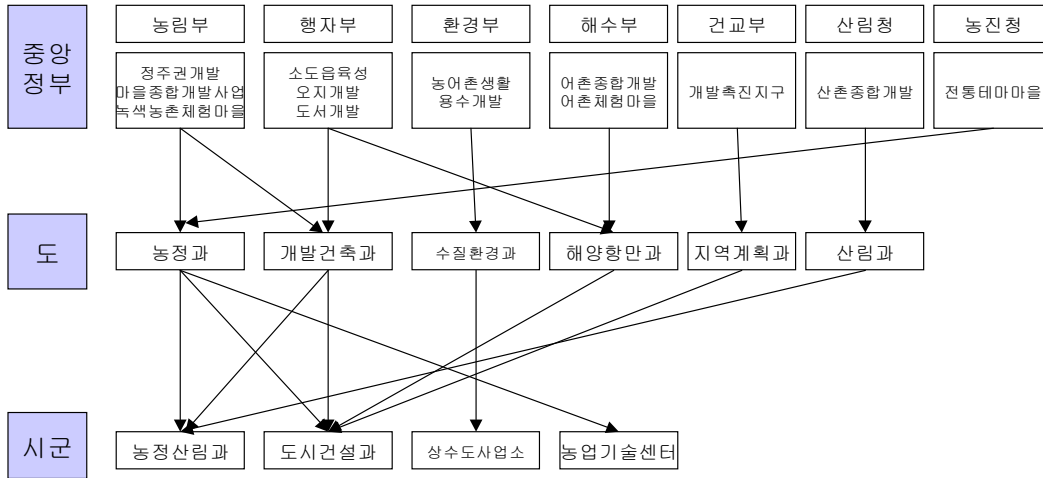 중앙
정부
농림부
행자부
환경부
해수부
건교부
산림청
농진청
정주권개발
마을종합개발사업
녹색농촌체험마을
소도읍육성
오지개발
도서개발
농어촌생활
용수개발
어촌종합개발
어촌체험마을
개발촉진지구
산촌종합개발
전통테마마을
도
농정과
개발건축과
수질환경과
해양항만과
지역계획과
산림과
시군
농정산림과
도시건설과
상수도사업소
농업기술센터